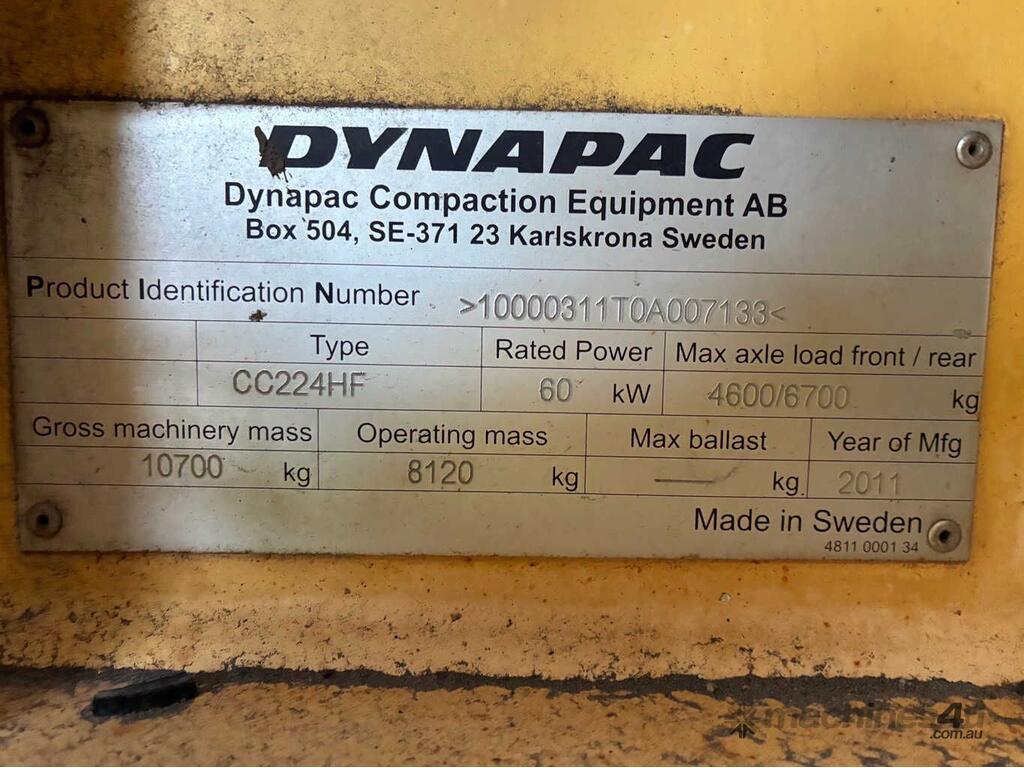 DYNAPAC
Dynapac Compaction Equipment AB
Box 504, SE-371 23 Karlskrona Sweden
Product Identification Number >10000311T0A007133<
Type Rated Power Max axle load front / rear
CC224HF 60 kW 4600/6700 kg
Gross machinery mass Operating mass Max ballast Year of Mfg
10700 kg 8120 kg — kg 2011
Made in Sweden
4811 0001 34
machines4u
.com.au